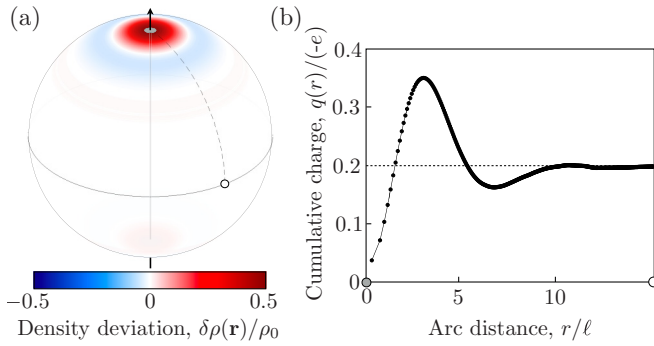 (a)
−0.5 0 0.5
Density deviation, δρ(r)/ρ₀
(b)
Cumulative charge, q(r)/(-e)
0.4
0.3
0.2
0.1
0
0 5 10
Arc distance, r/ℓ